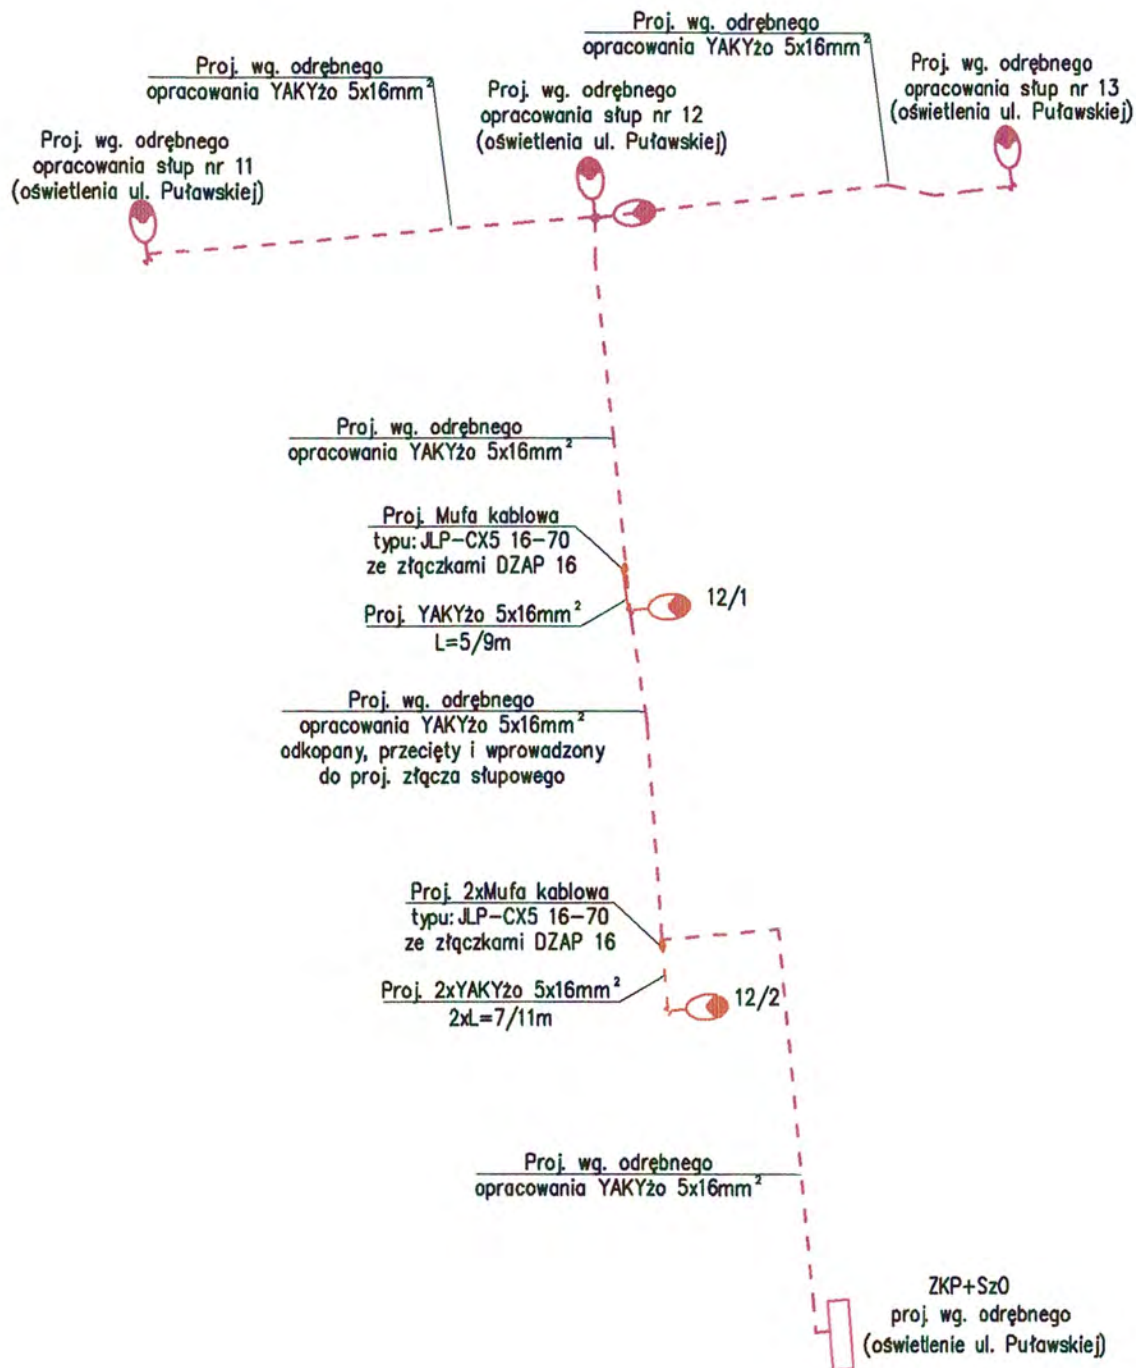 Proj. wg. odrębnego
opracowania YAKYżo 5x16mm²
Proj. wg. odrębnego
opracowania YAKYżo 5x16mm²
Proj. wg. odrębnego
opracowania słup nr 13
(oświetlenia ul. Puławskiej)
Proj. wg. odrębnego
opracowania słup nr 12
(oświetlenia ul. Puławskiej)
Proj. wg. odrębnego
opracowania słup nr 11
(oświetlenia ul. Puławskiej)
Proj. wg. odrębnego
opracowania YAKYżo 5x16mm²
Proj. Mufa kablowa
typu: JLP-CX5 16-70
ze złączkami DZAP 16
12/1
Proj. YAKYżo 5x16mm²
L=5/9m
Proj. wg. odrębnego
opracowania YAKYżo 5x16mm²
odkopany, przecięty i wprowadzony
do proj. złącza słupowego
Proj. 2xMufa kablowa
typu: JLP-CX5 16-70
ze złączkami DZAP 16
Proj. 2xYAKYżo 5x16mm²
2xL=7/11m
12/2
Proj. wg. odrębnego
opracowania YAKYżo 5x16mm²
ZKP+SzO
proj. wg. odrębnego
(oświetlenie ul. Puławskiej)